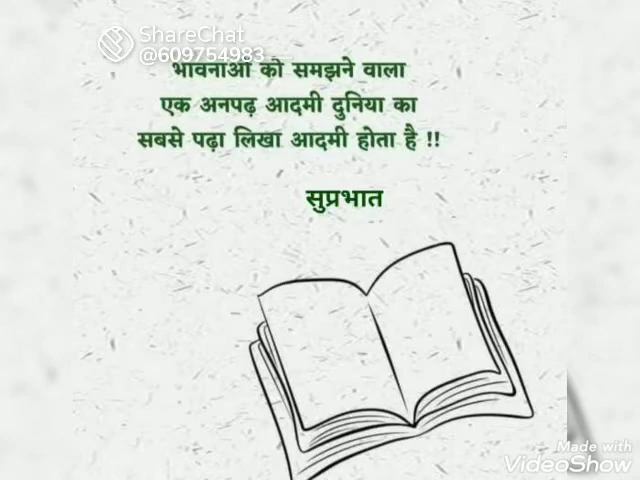 ShareChat
@609754983
भावनाओं को समझने वाला
एक अनपढ़ आदमी दुनिया का
सबसे पढ़ा लिखा आदमी होता है !!
सुप्रभात
Made with
VideoShow